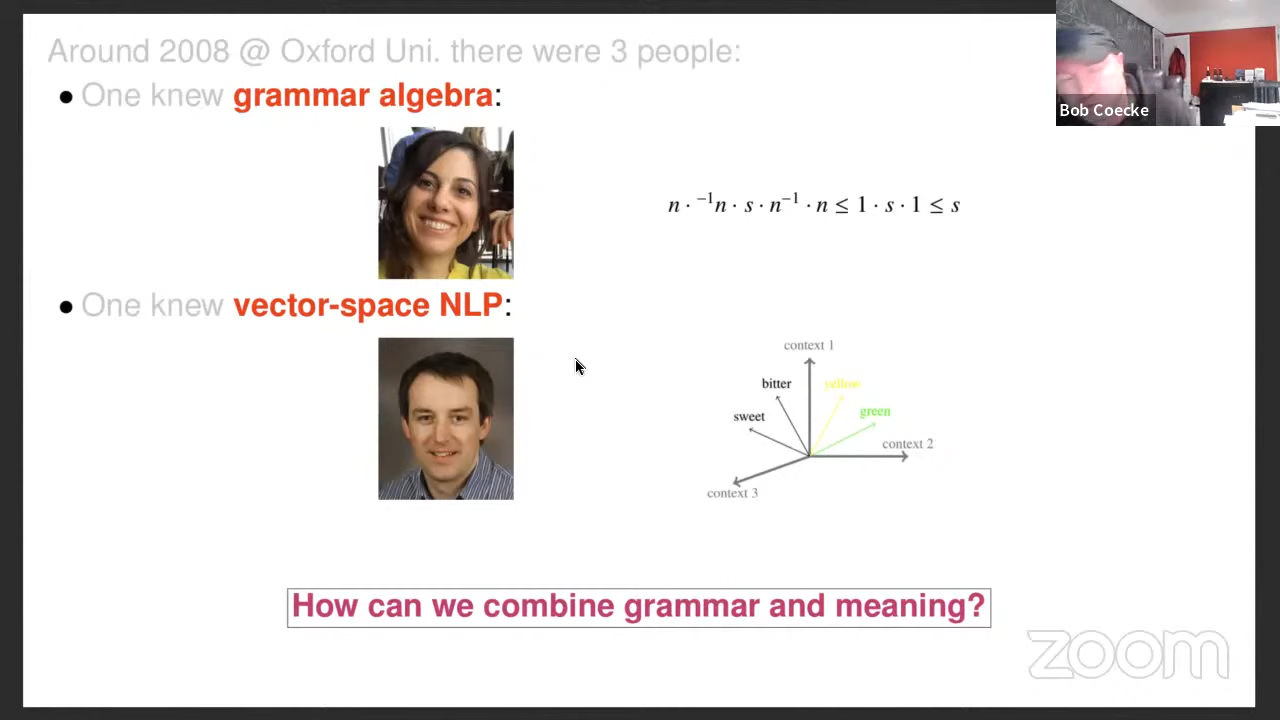 Around 2008 @ Oxford Uni. there were 3 people:
Bob Coecke
● One knew grammar algebra:
n · ⁻¹n · s · n⁻¹ · n ≤ 1 · s · 1 ≤ s
● One knew vector-space NLP:
context 1
bitter
yellow
sweet
green
context 2
context 3
How can we combine grammar and meaning?
zoom